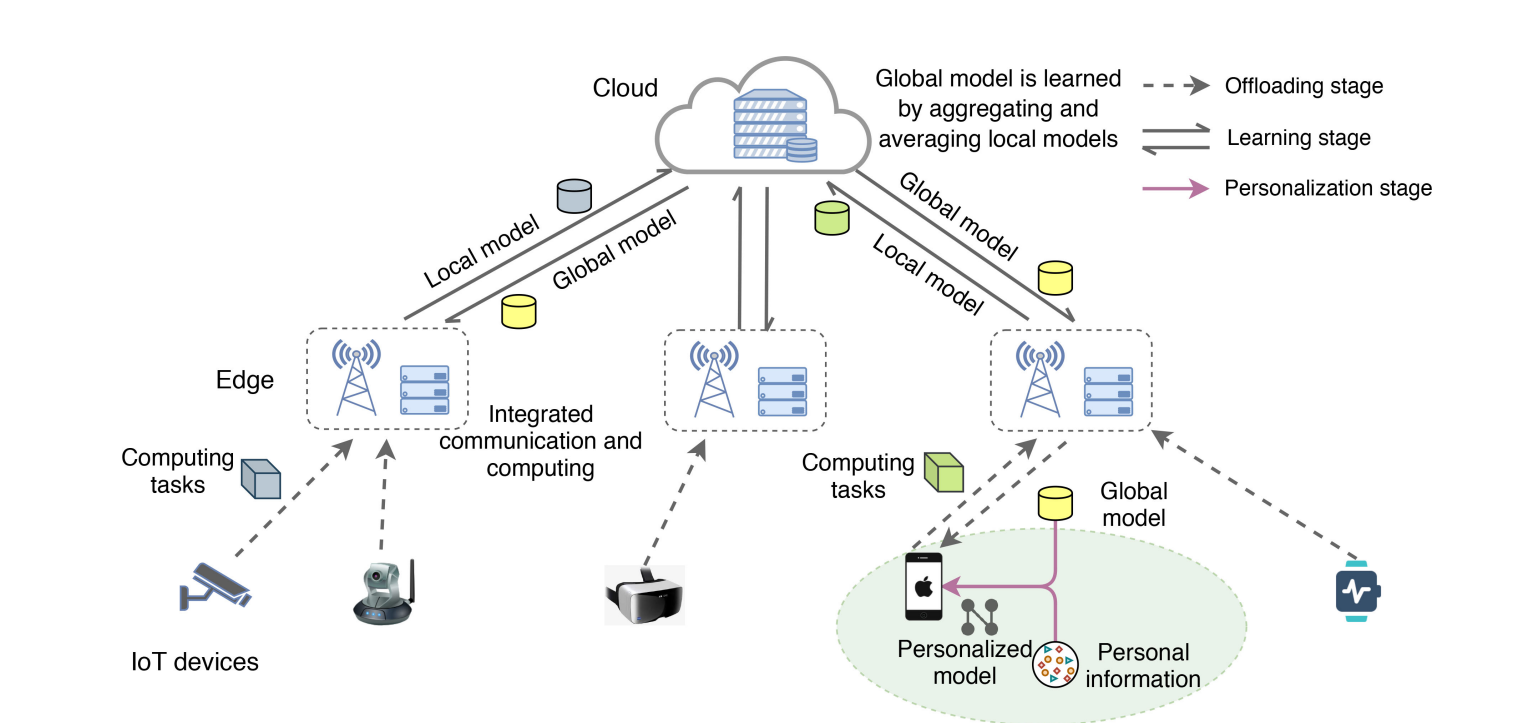 Cloud
Global model is learned
by aggregating and
averaging local models
Offloading stage
Learning stage
Personalization stage
Local model
Global model
Global model
Local model
Edge
Integrated
communication and
computing
Computing
tasks
Computing
tasks
Global
model
IoT devices
Personalized
model
Personal
information